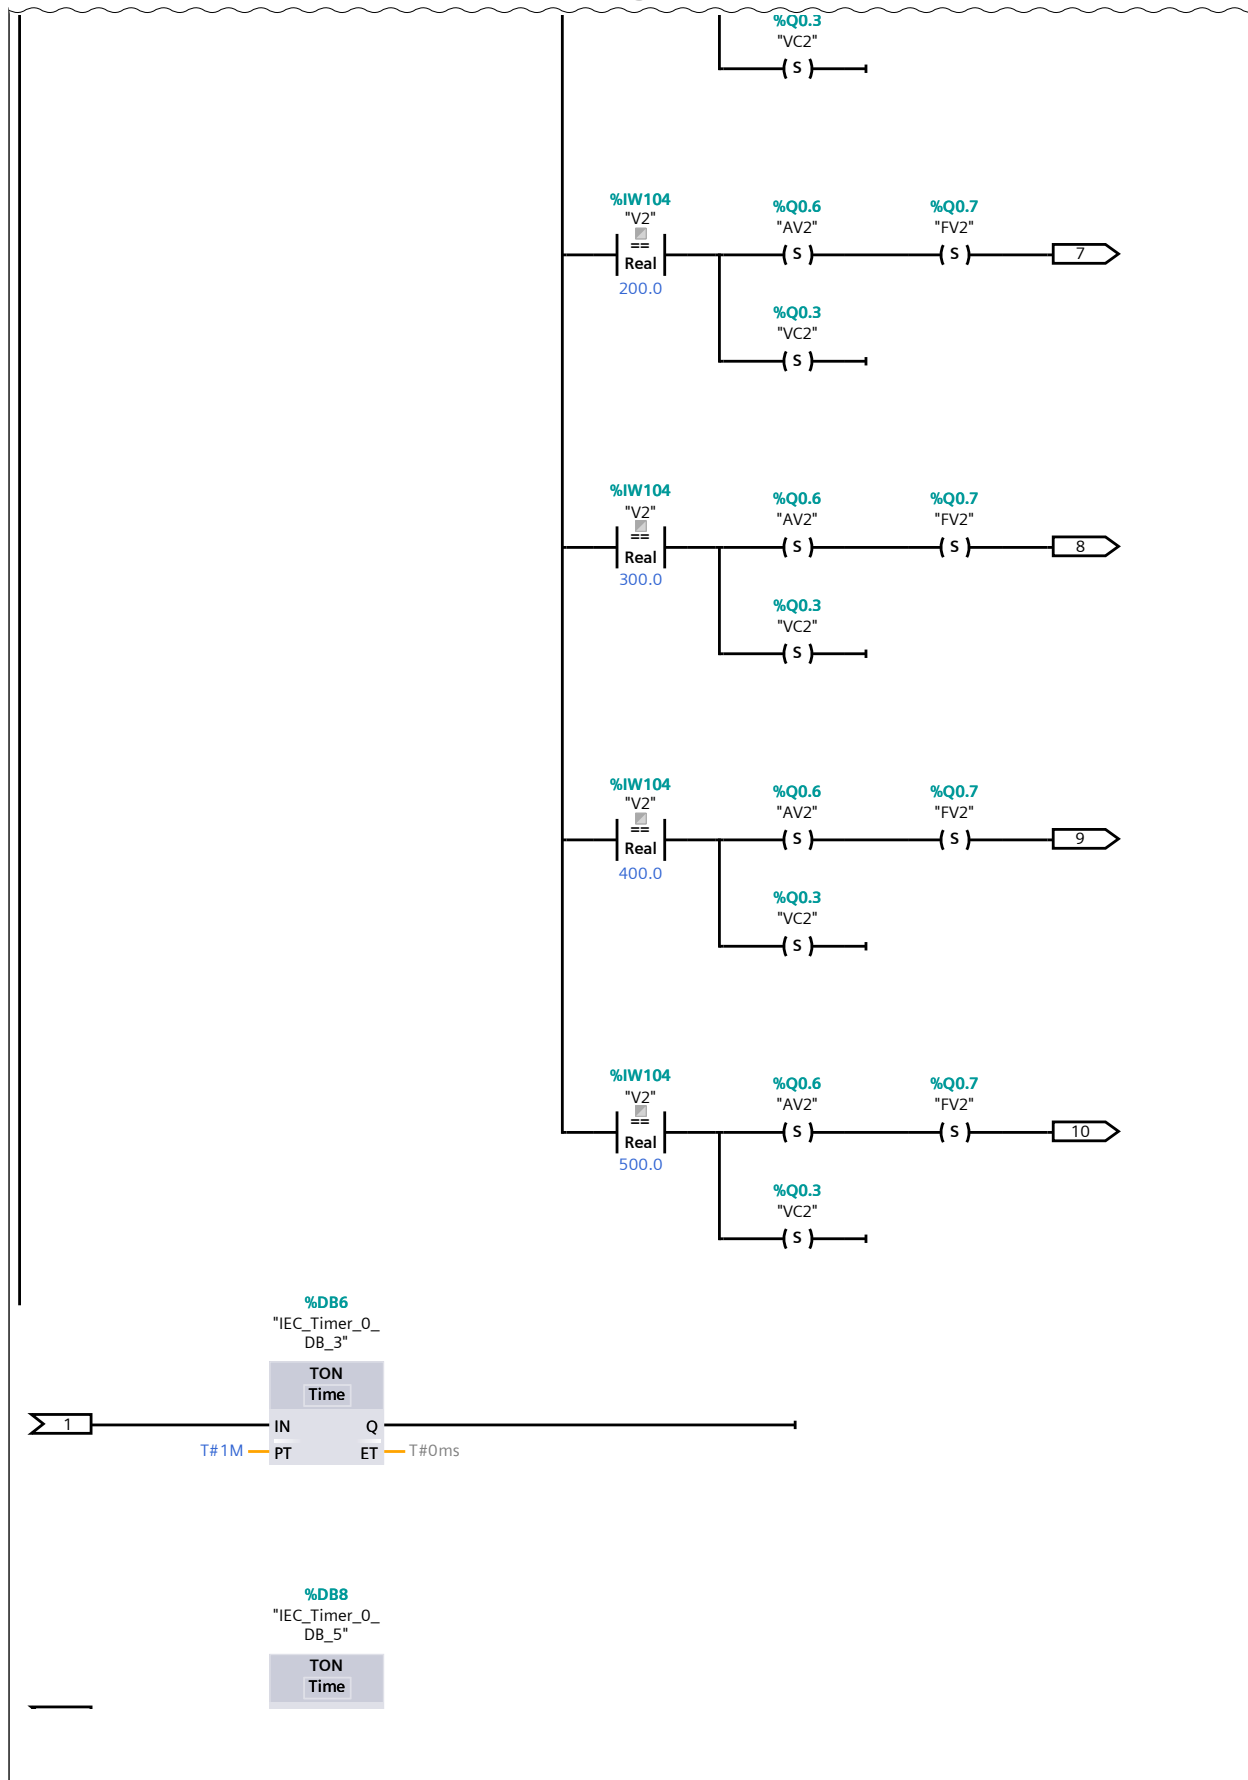 %Q0.3
"VC2"
( S )
%IW104
"V2"
==
Real
200.0
%Q0.6
"AV2"
( S )
%Q0.7
"FV2"
( S )
7
%Q0.3
"VC2"
( S )
%IW104
"V2"
==
Real
300.0
%Q0.6
"AV2"
( S )
%Q0.7
"FV2"
( S )
8
%Q0.3
"VC2"
( S )
%IW104
"V2"
==
Real
400.0
%Q0.6
"AV2"
( S )
%Q0.7
"FV2"
( S )
9
%Q0.3
"VC2"
( S )
%IW104
"V2"
==
Real
500.0
%Q0.6
"AV2"
( S )
%Q0.7
"FV2"
( S )
10
%Q0.3
"VC2"
( S )
%DB6
"IEC_Timer_0_
DB_3"
TON
Time
1
IN Q
T#1M PT ET T#0ms
%DB8
"IEC_Timer_0_
DB_5"
TON
Time